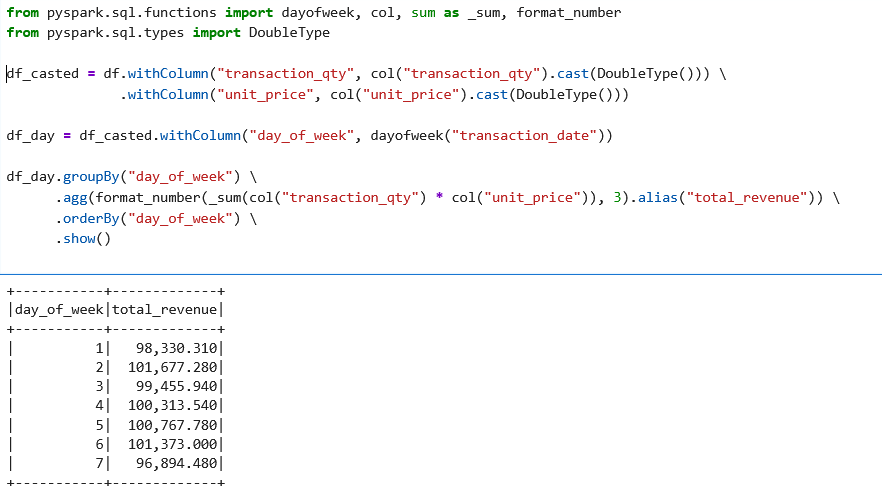 from pyspark.sql.functions import dayofweek, col, sum as _sum, format_number
from pyspark.sql.types import DoubleType

df_casted = df.withColumn("transaction_qty", col("transaction_qty").cast(DoubleType())) \
              .withColumn("unit_price", col("unit_price").cast(DoubleType()))

df_day = df_casted.withColumn("day_of_week", dayofweek("transaction_date"))

df_day.groupBy("day_of_week") \
      .agg(format_number(_sum(col("transaction_qty") * col("unit_price")), 3).alias("total_revenue")) \
      .orderBy("day_of_week") \
      .show()

+-----------+-------------+
|day_of_week|total_revenue|
+-----------+-------------+
|          1|   98,330.310|
|          2|  101,677.280|
|          3|   99,455.940|
|          4|  100,313.540|
|          5|  100,767.780|
|          6|  101,373.000|
|          7|   96,894.480|
+-----------+-------------+